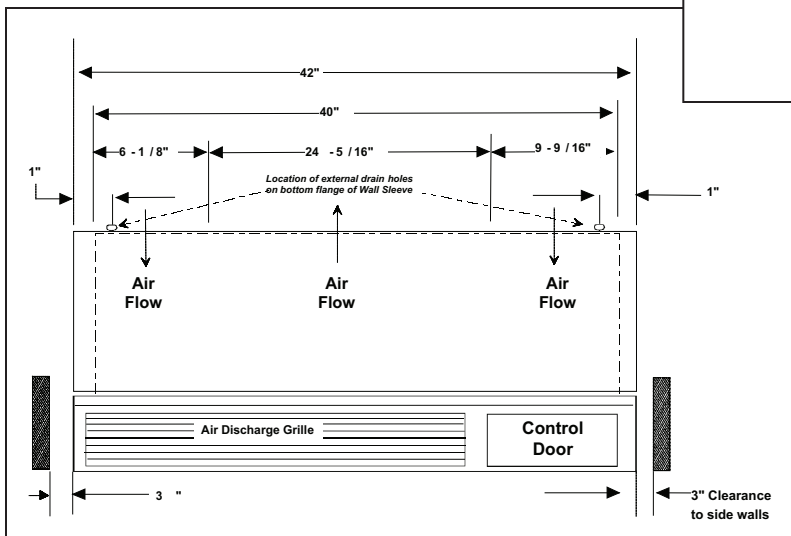 42"
40"
6 - 1 / 8"
24 - 5 / 16"
9 - 9 / 16"
1"
Location of external drain holes
on bottom flange of Wall Sleeve
1"
Air
Flow
Air
Flow
Air
Flow
Air Discharge Grille
Control
Door
3 "
3" Clearance
to side walls